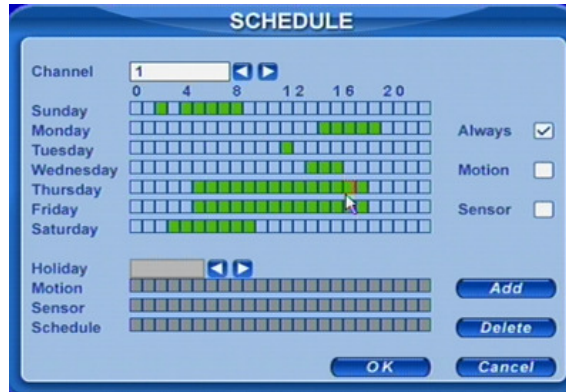 SCHEDULE
Channel 1
0 4 8 12 16 20
Sunday
Monday
Tuesday
Wednesday
Thursday
Friday
Saturday
Always
Motion
Sensor
Holiday
Motion
Sensor
Schedule
Add
Delete
OK Cancel